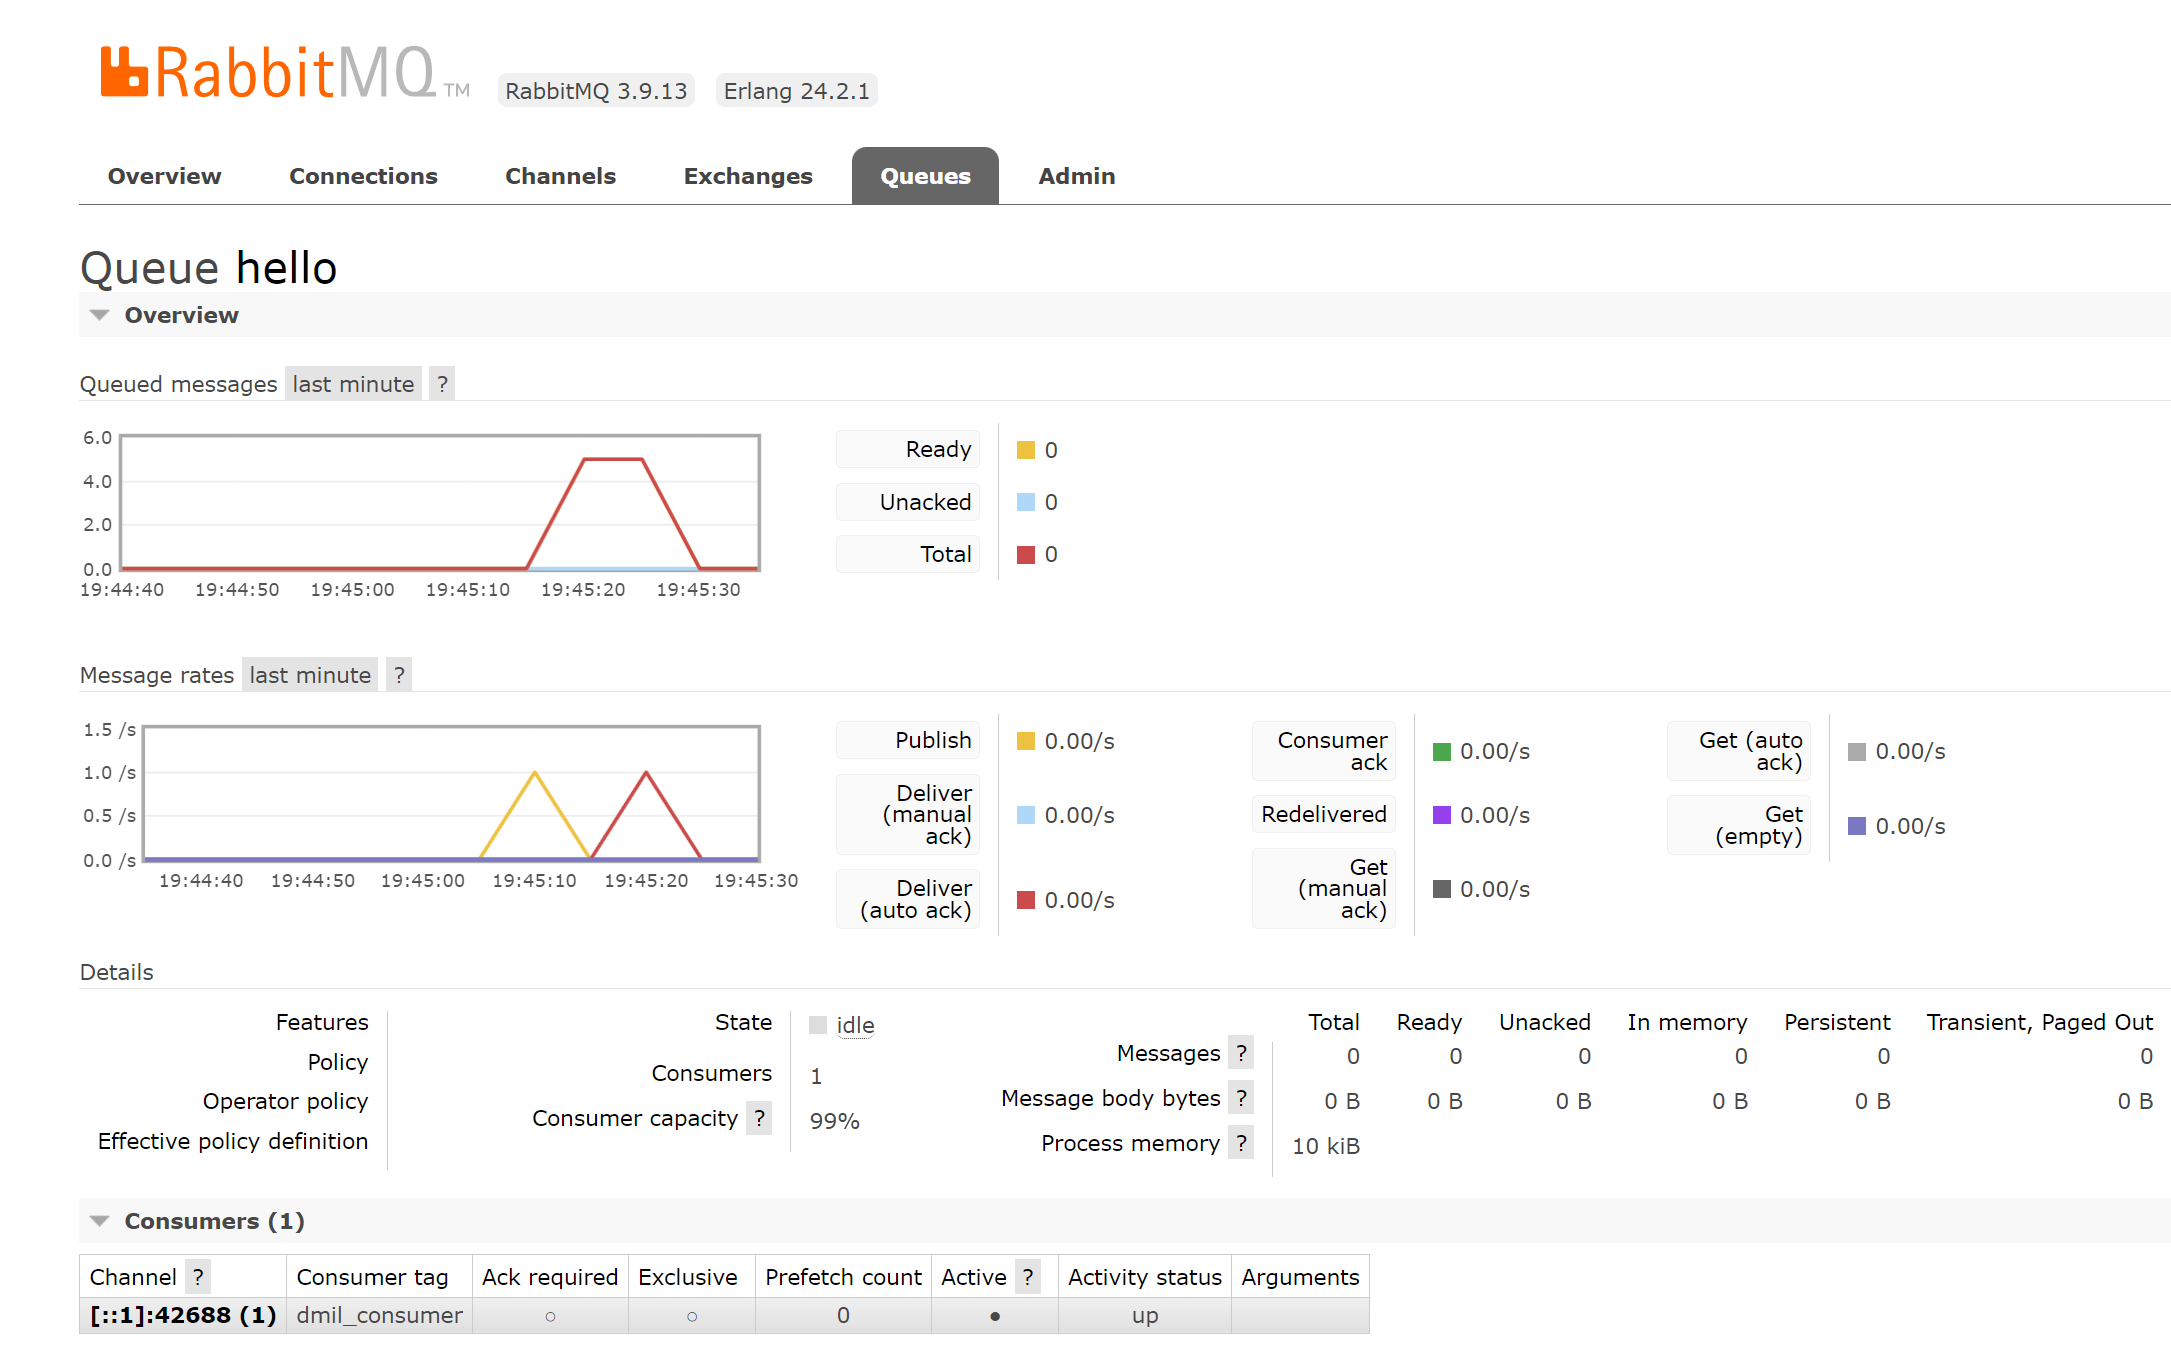 RabbitMQ TM RabbitMQ 3.9.13 Erlang 24.2.1
Overview Connections Channels Exchanges Queues Admin
Queue hello
Overview
Queued messages last minute ?
6.0
4.0
2.0
0.0
19:44:40 19:44:50 19:45:00 19:45:10 19:45:20 19:45:30
Ready 0
Unacked 0
Total 0
Message rates last minute ?
1.5 /s
1.0 /s
0.5 /s
0.0 /s
19:44:40 19:44:50 19:45:00 19:45:10 19:45:20 19:45:30
Publish 0.00/s
Deliver
(manual
ack)
0.00/s
Deliver
(auto ack)
0.00/s
Consumer
ack
0.00/s
Redelivered 0.00/s
Get
(manual
ack)
0.00/s
Get (auto
ack)
0.00/s
Get
(empty)
0.00/s
Details
Features
Policy
Operator policy
Effective policy definition
State idle
Consumers 1
Consumer capacity ? 99%
Total Ready Unacked In memory Persistent Transient, Paged Out
Messages ? 0 0 0 0 0 0
Message body bytes ? 0 B 0 B 0 B 0 B 0 B 0 B
Process memory ? 10 kiB
Consumers (1)
Channel ? Consumer tag Ack required Exclusive Prefetch count Active ? Activity status Arguments
[::1]:42688 (1) dmil_consumer ○ ○ 0 ● up